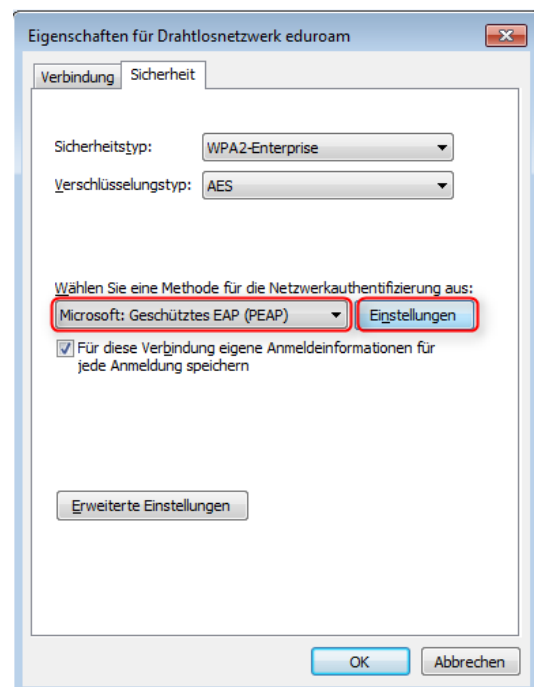 Eigenschaften für Drahtlosnetzwerk eduroam
Verbindung Sicherheit
Sicherheitstyp: WPA2-Enterprise
Verschlüsselungstyp: AES
Wählen Sie eine Methode für die Netzwerkauthentifizierung aus:
Microsoft: Geschütztes EAP (PEAP) Einstellungen
Für diese Verbindung eigene Anmeldeinformationen für
jede Anmeldung speichern
Erweiterte Einstellungen
OK Abbrechen